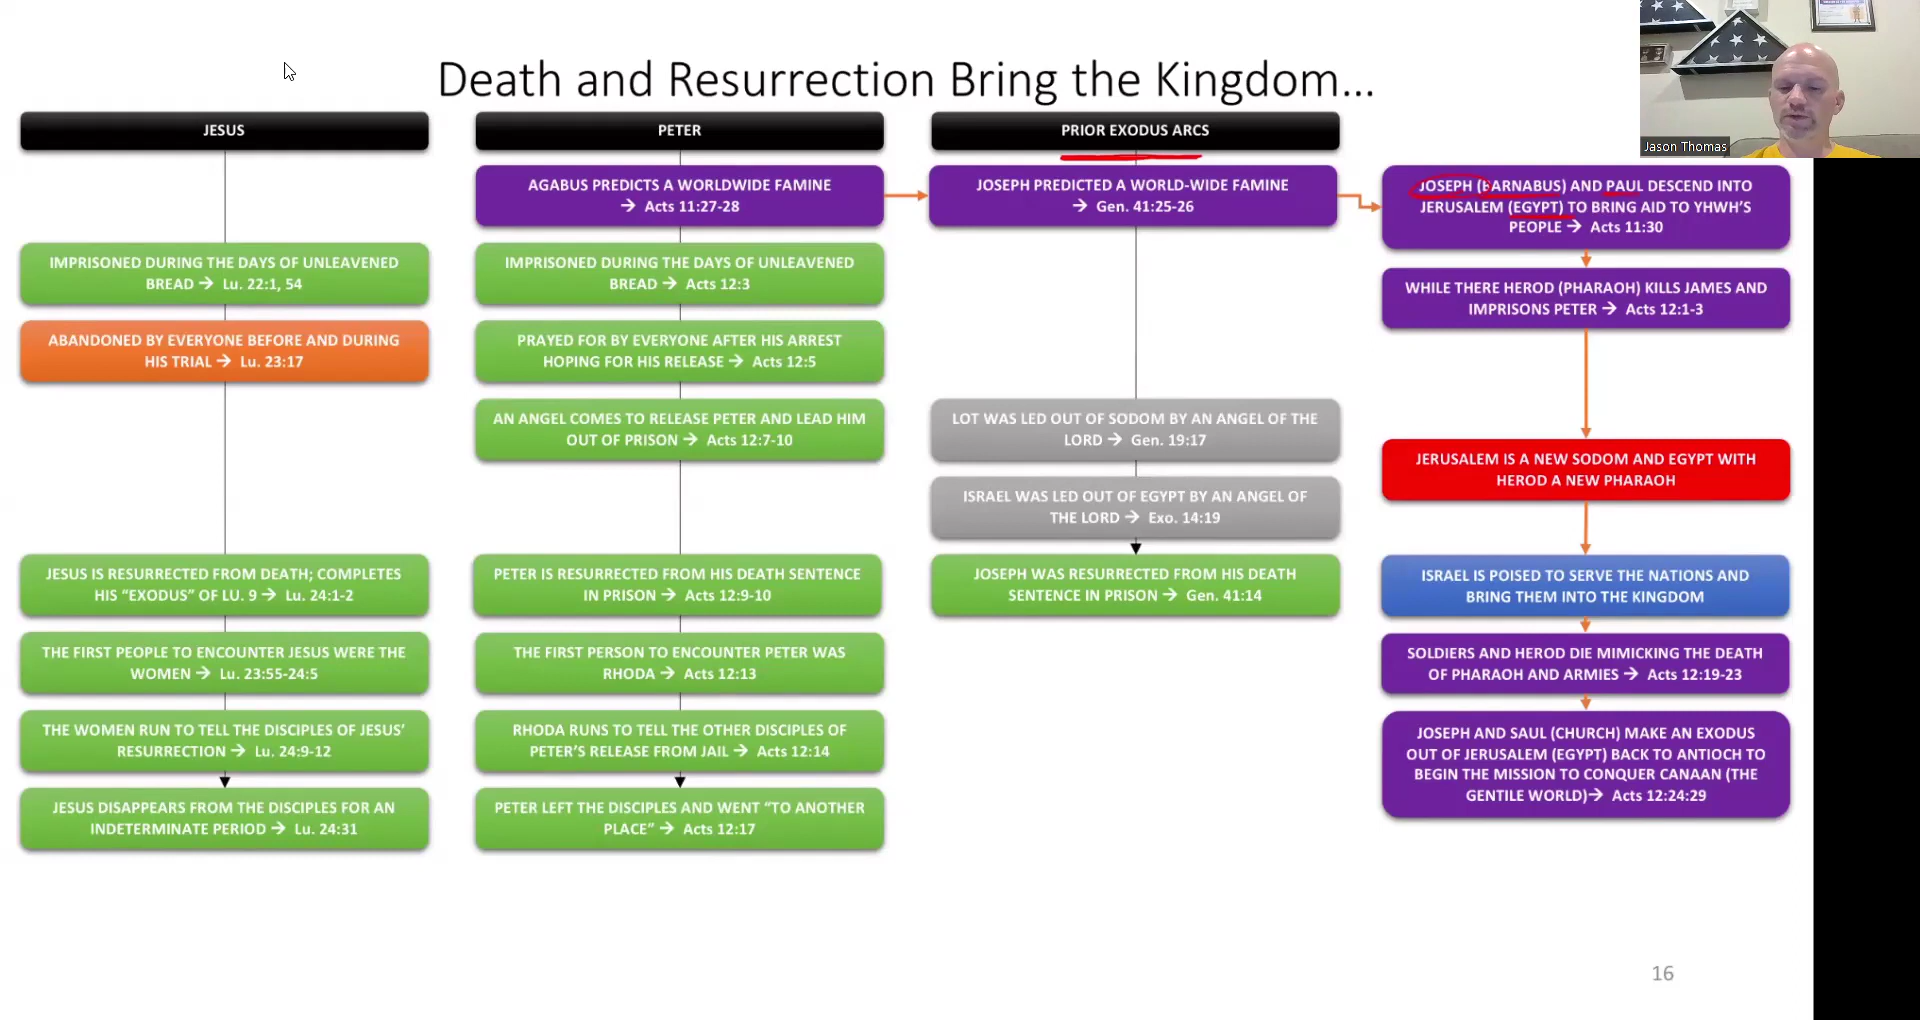 Death and Resurrection Bring the Kingdom...
Jason Thomas
JESUS
IMPRISONED DURING THE DAYS OF UNLEAVENED
BREAD → Lu. 22:1, 54
ABANDONED BY EVERYONE BEFORE AND DURING
HIS TRIAL → Lu. 23:17
JESUS IS RESURRECTED FROM DEATH; COMPLETES
HIS “EXODUS” OF LU. 9 → Lu. 24:1-2
THE FIRST PEOPLE TO ENCOUNTER JESUS WERE THE
WOMEN → Lu. 23:55-24:5
THE WOMEN RUN TO TELL THE DISCIPLES OF JESUS’
RESURRECTION → Lu. 24:9-12
JESUS DISAPPEARS FROM THE DISCIPLES FOR AN
INDETERMINATE PERIOD → Lu. 24:31
PETER
AGABUS PREDICTS A WORLDWIDE FAMINE
→ Acts 11:27-28
IMPRISONED DURING THE DAYS OF UNLEAVENED
BREAD → Acts 12:3
PRAYED FOR BY EVERYONE AFTER HIS ARREST
HOPING FOR HIS RELEASE → Acts 12:5
AN ANGEL COMES TO RELEASE PETER AND LEAD HIM
OUT OF PRISON → Acts 12:7-10
PETER IS RESURRECTED FROM HIS DEATH SENTENCE
IN PRISON → Acts 12:9-10
THE FIRST PERSON TO ENCOUNTER PETER WAS
RHODA → Acts 12:13
RHODA RUNS TO TELL THE OTHER DISCIPLES OF
PETER’S RELEASE FROM JAIL → Acts 12:14
PETER LEFT THE DISCIPLES AND WENT “TO ANOTHER
PLACE” → Acts 12:17
PRIOR EXODUS ARCS
JOSEPH PREDICTED A WORLD-WIDE FAMINE
→ Gen. 41:25-26
LOT WAS LED OUT OF SODOM BY AN ANGEL OF THE
LORD → Gen. 19:17
ISRAEL WAS LED OUT OF EGYPT BY AN ANGEL OF
THE LORD → Exo. 14:19
JOSEPH WAS RESURRECTED FROM HIS DEATH
SENTENCE IN PRISON → Gen. 41:14
JOSEPH (BARNABUS) AND PAUL DESCEND INTO
JERUSALEM (EGYPT) TO BRING AID TO YHWH’S
PEOPLE → Acts 11:30
WHILE THERE HEROD (PHARAOH) KILLS JAMES AND
IMPRISONS PETER → Acts 12:1-3
JERUSALEM IS A NEW SODOM AND EGYPT WITH
HEROD A NEW PHARAOH
ISRAEL IS POISED TO SERVE THE NATIONS AND
BRING THEM INTO THE KINGDOM
SOLDIERS AND HEROD DIE MIMICKING THE DEATH
OF PHARAOH AND ARMIES → Acts 12:19-23
JOSEPH AND SAUL (CHURCH) MAKE AN EXODUS
OUT OF JERUSALEM (EGYPT) BACK TO ANTIOCH TO
BEGIN THE MISSION TO CONQUER CANAAN (THE
GENTILE WORLD)→ Acts 12:24:29
16